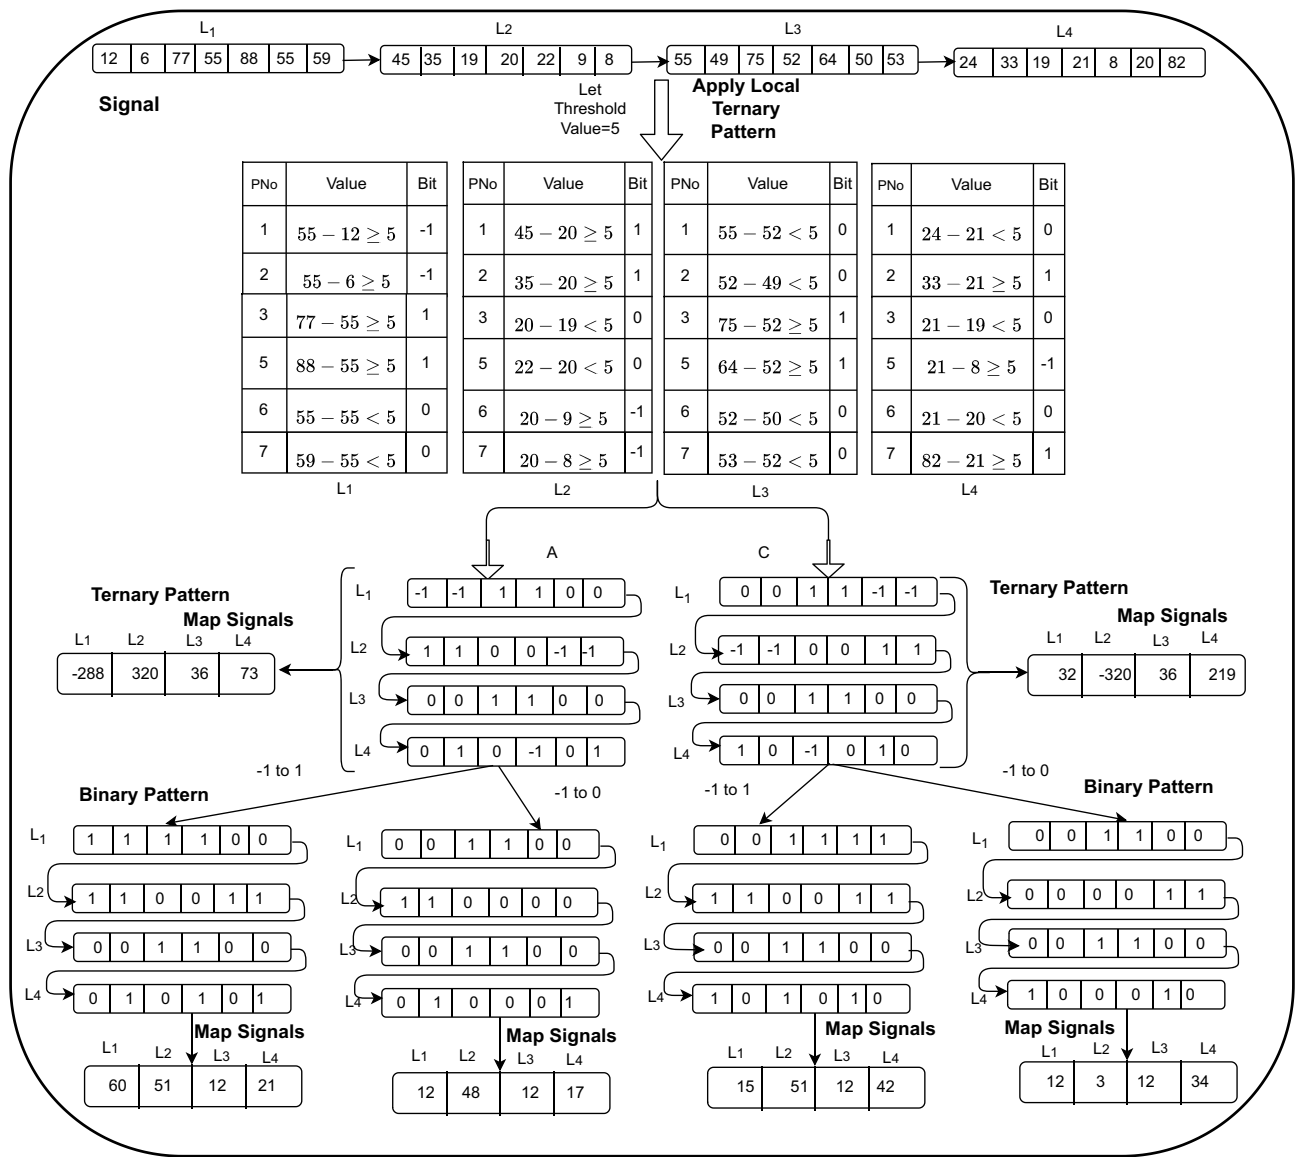 L1 L2 L3 L4
12 6 77 55 88 55 59 45 35 19 20 22 9 8 55 49 75 52 64 50 53 24 33 19 21 8 20 82
Signal
Let
Threshold
Value=5
Apply Local
Ternary
Pattern
PNo Value Bit PNo Value Bit PNo Value Bit PNo Value Bit
1 55 − 12 ≥ 5 -1 1 45 − 20 ≥ 5 1 1 55 − 52 < 5 0 1 24 − 21 < 5 0
2 55 − 6 ≥ 5 -1 2 35 − 20 ≥ 5 1 2 52 − 49 < 5 0 2 33 − 21 ≥ 5 1
3 77 − 55 ≥ 5 1 3 20 − 19 < 5 0 3 75 − 52 ≥ 5 1 3 21 − 19 < 5 0
5 88 − 55 ≥ 5 1 5 22 − 20 < 5 0 5 64 − 52 ≥ 5 1 5 21 − 8 ≥ 5 -1
6 55 − 55 < 5 0 6 20 − 9 ≥ 5 -1 6 52 − 50 < 5 0 6 21 − 20 < 5 0
7 59 − 55 < 5 0 7 20 − 8 ≥ 5 -1 7 53 − 52 < 5 0 7 82 − 21 ≥ 5 1
L1 L2 L3 L4
A C
Ternary Pattern
Map Signals
L1 L2 L3 L4
-288 320 36 73
L1 -1 -1 1 1 0 0
L2 1 1 0 0 -1 -1
L3 0 0 1 1 0 0
L4 0 1 0 -1 0 1
L1 0 0 1 1 -1 -1
L2 -1 -1 0 0 1 1
L3 0 0 1 1 0 0
L4 1 0 -1 0 1 0
Ternary Pattern
Map Signals
L1 L2 L3 L4
32 -320 36 219
-1 to 1
-1 to 0
-1 to 1
-1 to 0
Binary Pattern
Binary Pattern
L1 1 1 1 1 0 0
L2 1 1 0 0 1 1
L3 0 0 1 1 0 0
L4 0 1 0 1 0 1
Map Signals
L1 L2 L3 L4
60 51 12 21
L1 0 0 1 1 0 0
L2 1 1 0 0 0 0
L3 0 0 1 1 0 0
L4 0 1 0 0 0 1
Map Signals
L1 L2 L3 L4
12 48 12 17
L1 0 0 1 1 1 1
L2 1 1 0 0 1 1
L3 0 0 1 1 0 0
L4 1 0 1 0 1 0
Map Signals
L1 L2 L3 L4
15 51 12 42
L1 0 0 1 1 0 0
L2 0 0 0 0 1 1
L3 0 0 1 1 0 0
L4 1 0 0 0 1 0
Map Signals
L1 L2 L3 L4
12 3 12 34